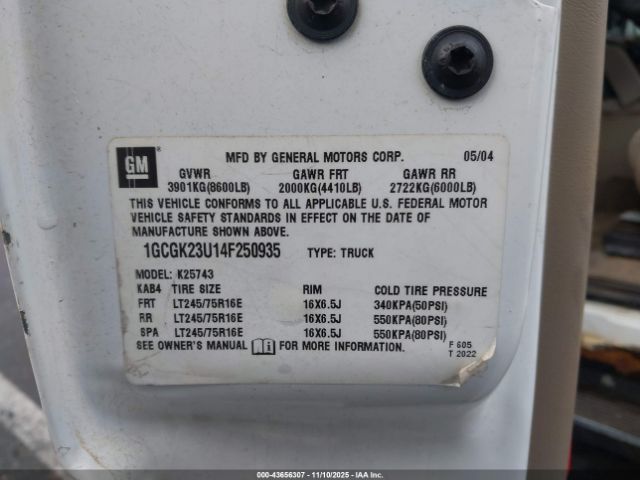 GM
MFD BY GENERAL MOTORS CORP. 05/04
GVWR GAWR FRT GAWR RR
3901KG(8600LB) 2000KG(4410LB) 2722KG(6000LB)
THIS VEHICLE CONFORMS TO ALL APPLICABLE U.S. FEDERAL MOTOR
VEHICLE SAFETY STANDARDS IN EFFECT ON THE DATE OF
MANUFACTURE SHOWN ABOVE.
1GCGK23U14F250935 TYPE: TRUCK
MODEL: K25743
KAB4 TIRE SIZE RIM COLD TIRE PRESSURE
FRT LT245/75R16E 16X6.5J 340KPA(50PSI)
RR LT245/75R16E 16X6.5J 550KPA(80PSI)
SPA LT245/75R16E 16X6.5J 550KPA(80PSI)
SEE OWNER'S MANUAL FOR MORE INFORMATION.
F 605
T 2022
000-43656307 - 11/10/2025 - IAA, Inc.